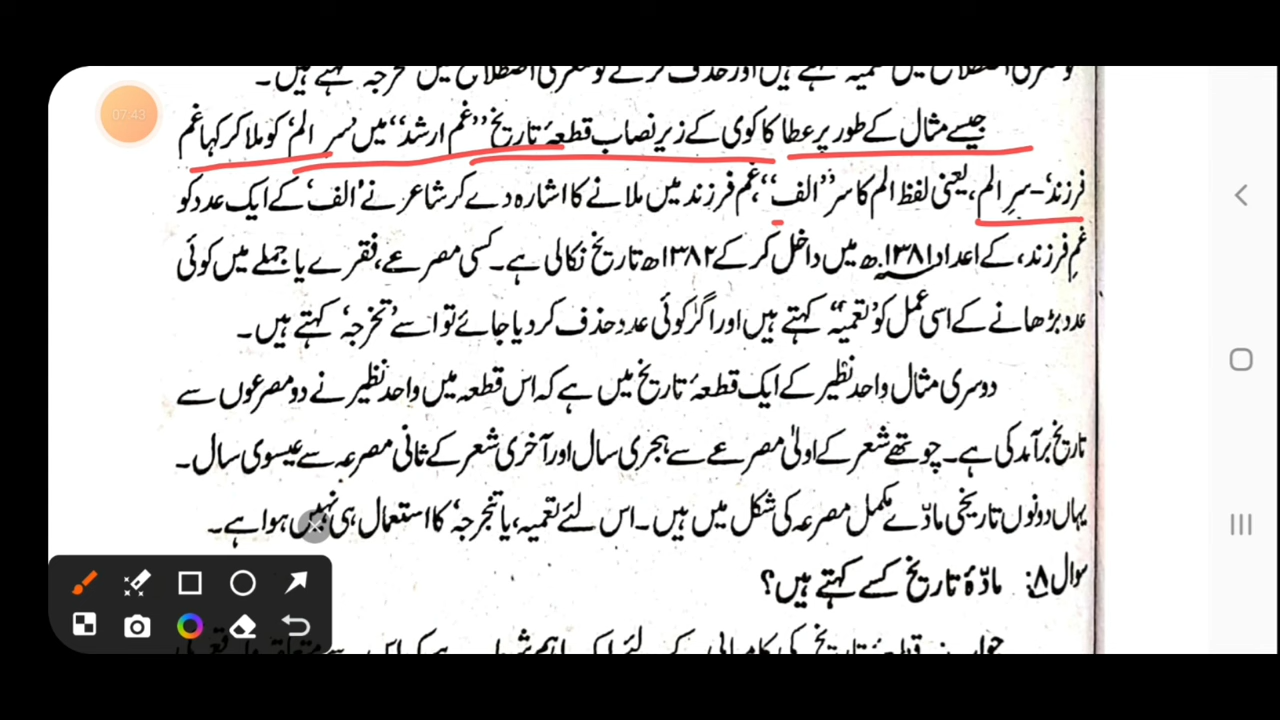 07:43
جیسے مثال کے طور پر عطا کاکوی کے زیر نصاب قطعۂ تاریخ ’’غم ارشد‘‘ میں ’سرِ الم‘ کو ملا کر کہا غم
فرزند‘۔ سرِ الم، یعنی لفظ الم کا سر ’’الف‘‘، غم فرزند میں ملانے کا اشارہ دے کر شاعر نے ’الف‘ کے ایک عدد کو
غمِ فرزند، کے اعداد ۱۳۸۱ھ میں داخل کر کے ۱۳۸۲ھ تاریخ نکالی ہے۔ کسی مصرعے، فقرے یا جملے میں کوئی
عدد بڑھانے کے اسی عمل کو ’تعمیہ‘ کہتے ہیں اور اگر کوئی عدد حذف کر دیا جائے تو اسے ’تخرجہ‘ کہتے ہیں۔
دوسری مثال واحد نظیر کے ایک قطعۂ تاریخ میں ہے کہ اس قطعہ میں واحد نظیر نے دو مصرعوں سے
تاریخ برآمد کی ہے۔ چوتھے شعر کے اولیٰ مصرعے سے ہجری سال اور آخری شعر کے ثانی مصرعہ سے عیسوی سال۔
یہاں دونوں تاریخی مادّے مکمل مصرعہ کی شکل میں ہیں۔ اس لئے تعمیہ، یا تخرجہ‘ کا استعمال ہی نہیں ہوا ہے۔
سوال ۸: مادّۂ تاریخ کسے کہتے ہیں؟